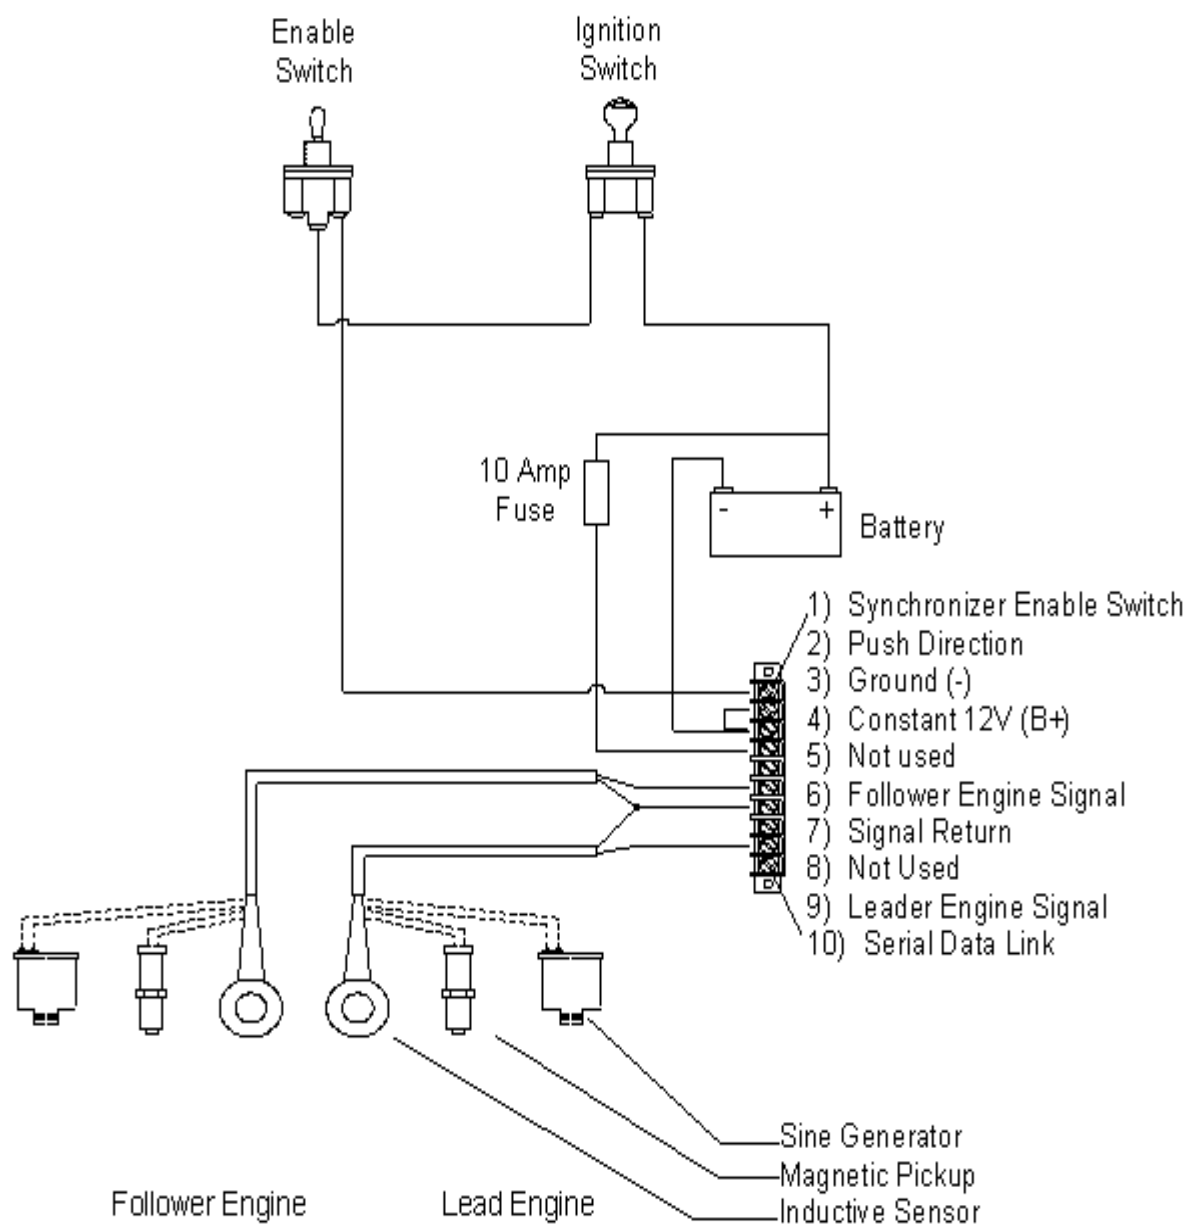 Enable
Switch
Ignition
Switch
10 Amp
Fuse
-
+
Battery
1) Synchronizer Enable Switch
2) Push Direction
3) Ground (-)
4) Constant 12V (B+)
5) Not used
6) Follower Engine Signal
7) Signal Return
8) Not Used
9) Leader Engine Signal
10) Serial Data Link
Sine Generator
Magnetic Pickup
Inductive Sensor
Follower Engine
Lead Engine